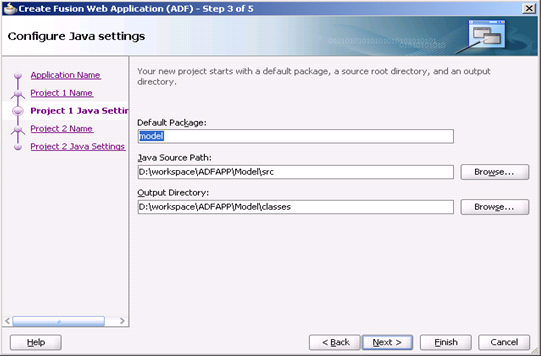 Create Fusion Web Application (ADF) - Step 3 of 5
Configure Java settings
Application Name
Project 1 Name
Project 1 Java Settir
Project 2 Name
Project 2 Java Settings
Your new project starts with a default package, a source root directory, and an output
directory.
Default Package:
model
Java Source Path:
D:\workspace\ADFAPP\Model\src
Browse...
Output Directory:
D:\workspace\ADFAPP\Model\classes
Browse...
Help
< Back
Next >
Finish
Cancel